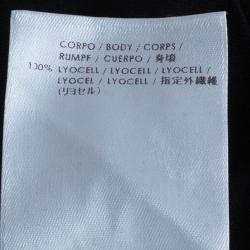 CORPO / BODY / CORPS /
RUMPF / CUERPO / 身頃
100% LYOCELL / LYOCELL / LYOCELL /
LYOCEL / LYOCELL / 指定外繊維
(リヨセル)